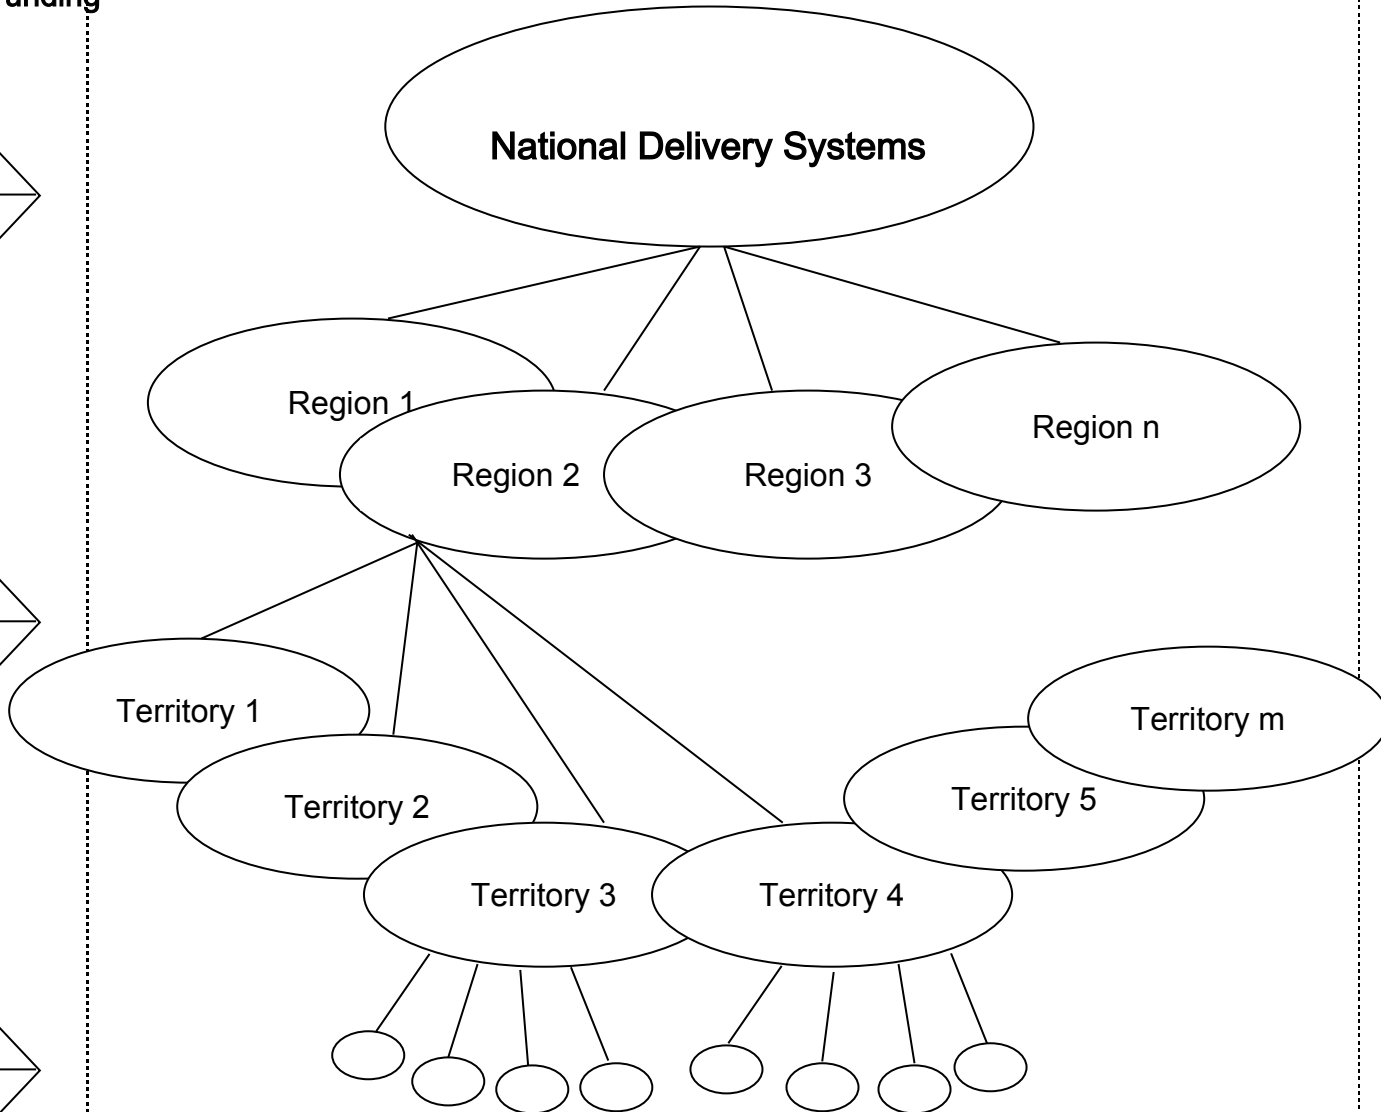 National Delivery Systems
Region 1
Region 2
Region 3
Region n
Territory 1
Territory 2
Territory 3
Territory 4
Territory 5
Territory m